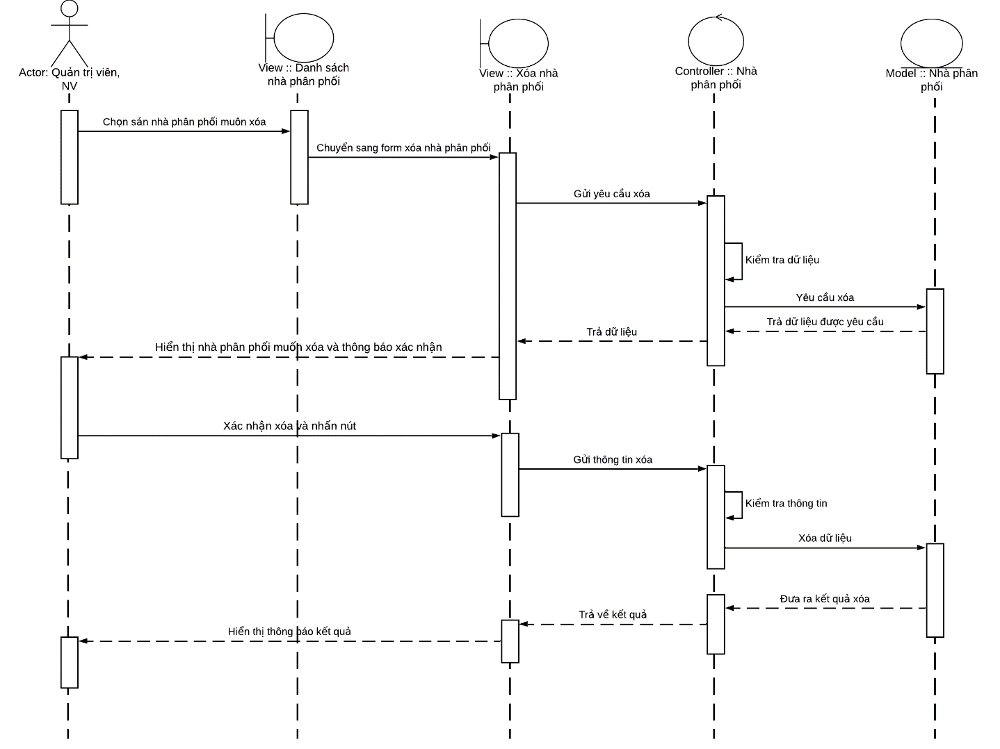 Actor: Quản trị viên,
NV
View :: Danh sách
nhà phân phối
View :: Xóa nhà
phân phối
Controller :: Nhà
phân phối
Model :: Nhà phân
phối
Chọn sản nhà phân phối muôn xóa
Chuyển sang form xóa nhà phân phối
Gửi yêu cầu xóa
Kiểm tra dữ liệu
Yêu cầu xóa
Trả dữ liệu được yêu cầu
Trả dữ liệu
Hiển thị nhà phân phối muốn xóa và thông báo xác nhận
Xác nhận xóa và nhấn nút
Gửi thông tin xóa
Kiểm tra thông tin
Xóa dữ liệu
Đưa ra kết quả xóa
Trả về kết quả
Hiển thị thông báo kết quả